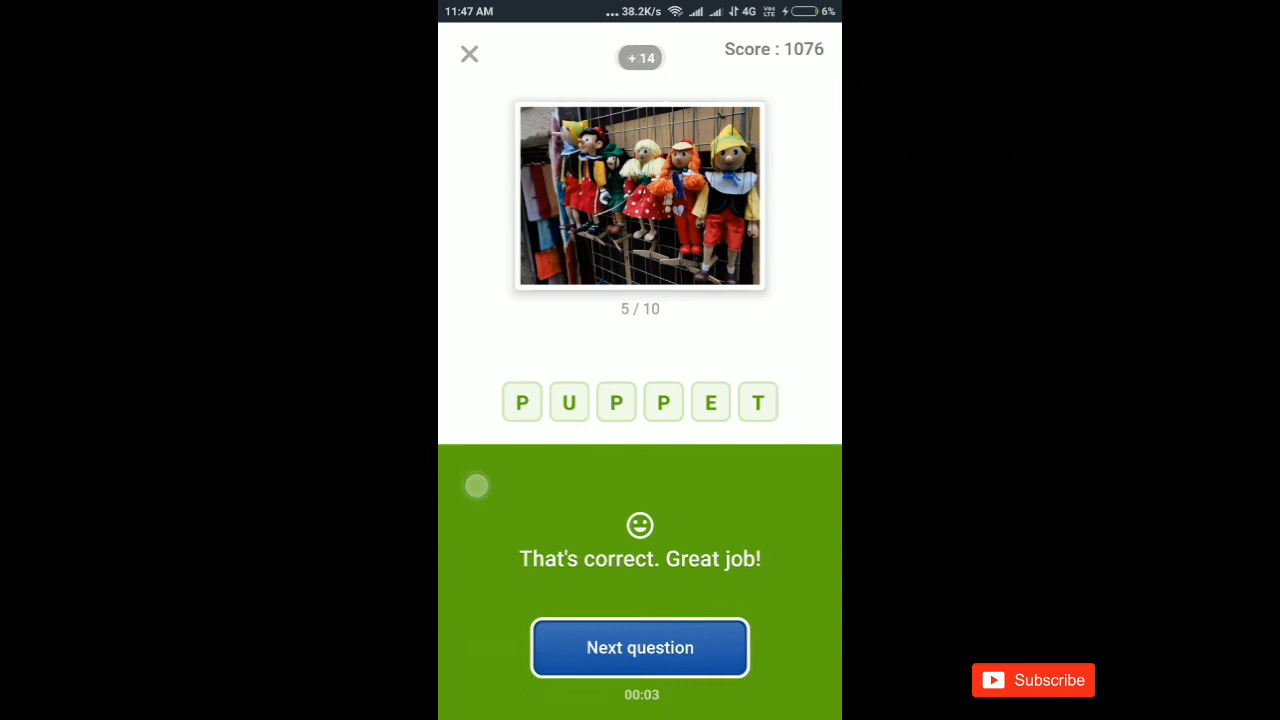 11:47 AM
... 38.2K/s 4G VoLTE 6%
+ 14
Score : 1076
5 / 10
P U P P E T
That's correct. Great job!
Next question
00:03
Subscribe